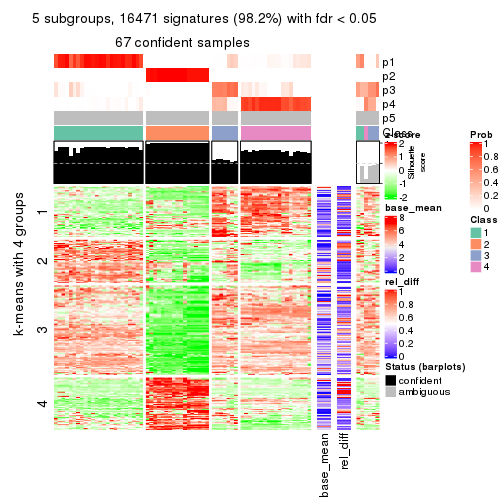 5 subgroups, 16471 signatures (98.2%) with fdr < 0.05
67 confident samples
p1
p2
p3
p4
p5
Class
Silhouette
score
k-means with 4 groups
1
2
3
4
base_mean
rel_diff
z-score
2
1
0
-1
-2
base_mean
8
6
4
2
0
rel_diff
1
0.8
0.6
0.4
0.2
0
Status (barplots)
confident
ambiguous
Prob
1
0.8
0.6
0.4
0.2
0
Class
1
2
3
4